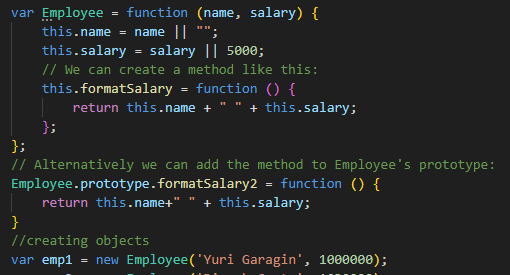 var Employee = function (name, salary) {
this.name = name || "";
this.salary = salary || 5000;
// We can create a method like this:
this.formatSalary = function () {
return this.name + " " + this.salary;
};
};
// Alternatively we can add the method to Employee's prototype:
Employee.prototype.formatSalary2 = function () {
return this.name+" " + this.salary;
}
//creating objects
var emp1 = new Employee('Yuri Garagin', 1000000);